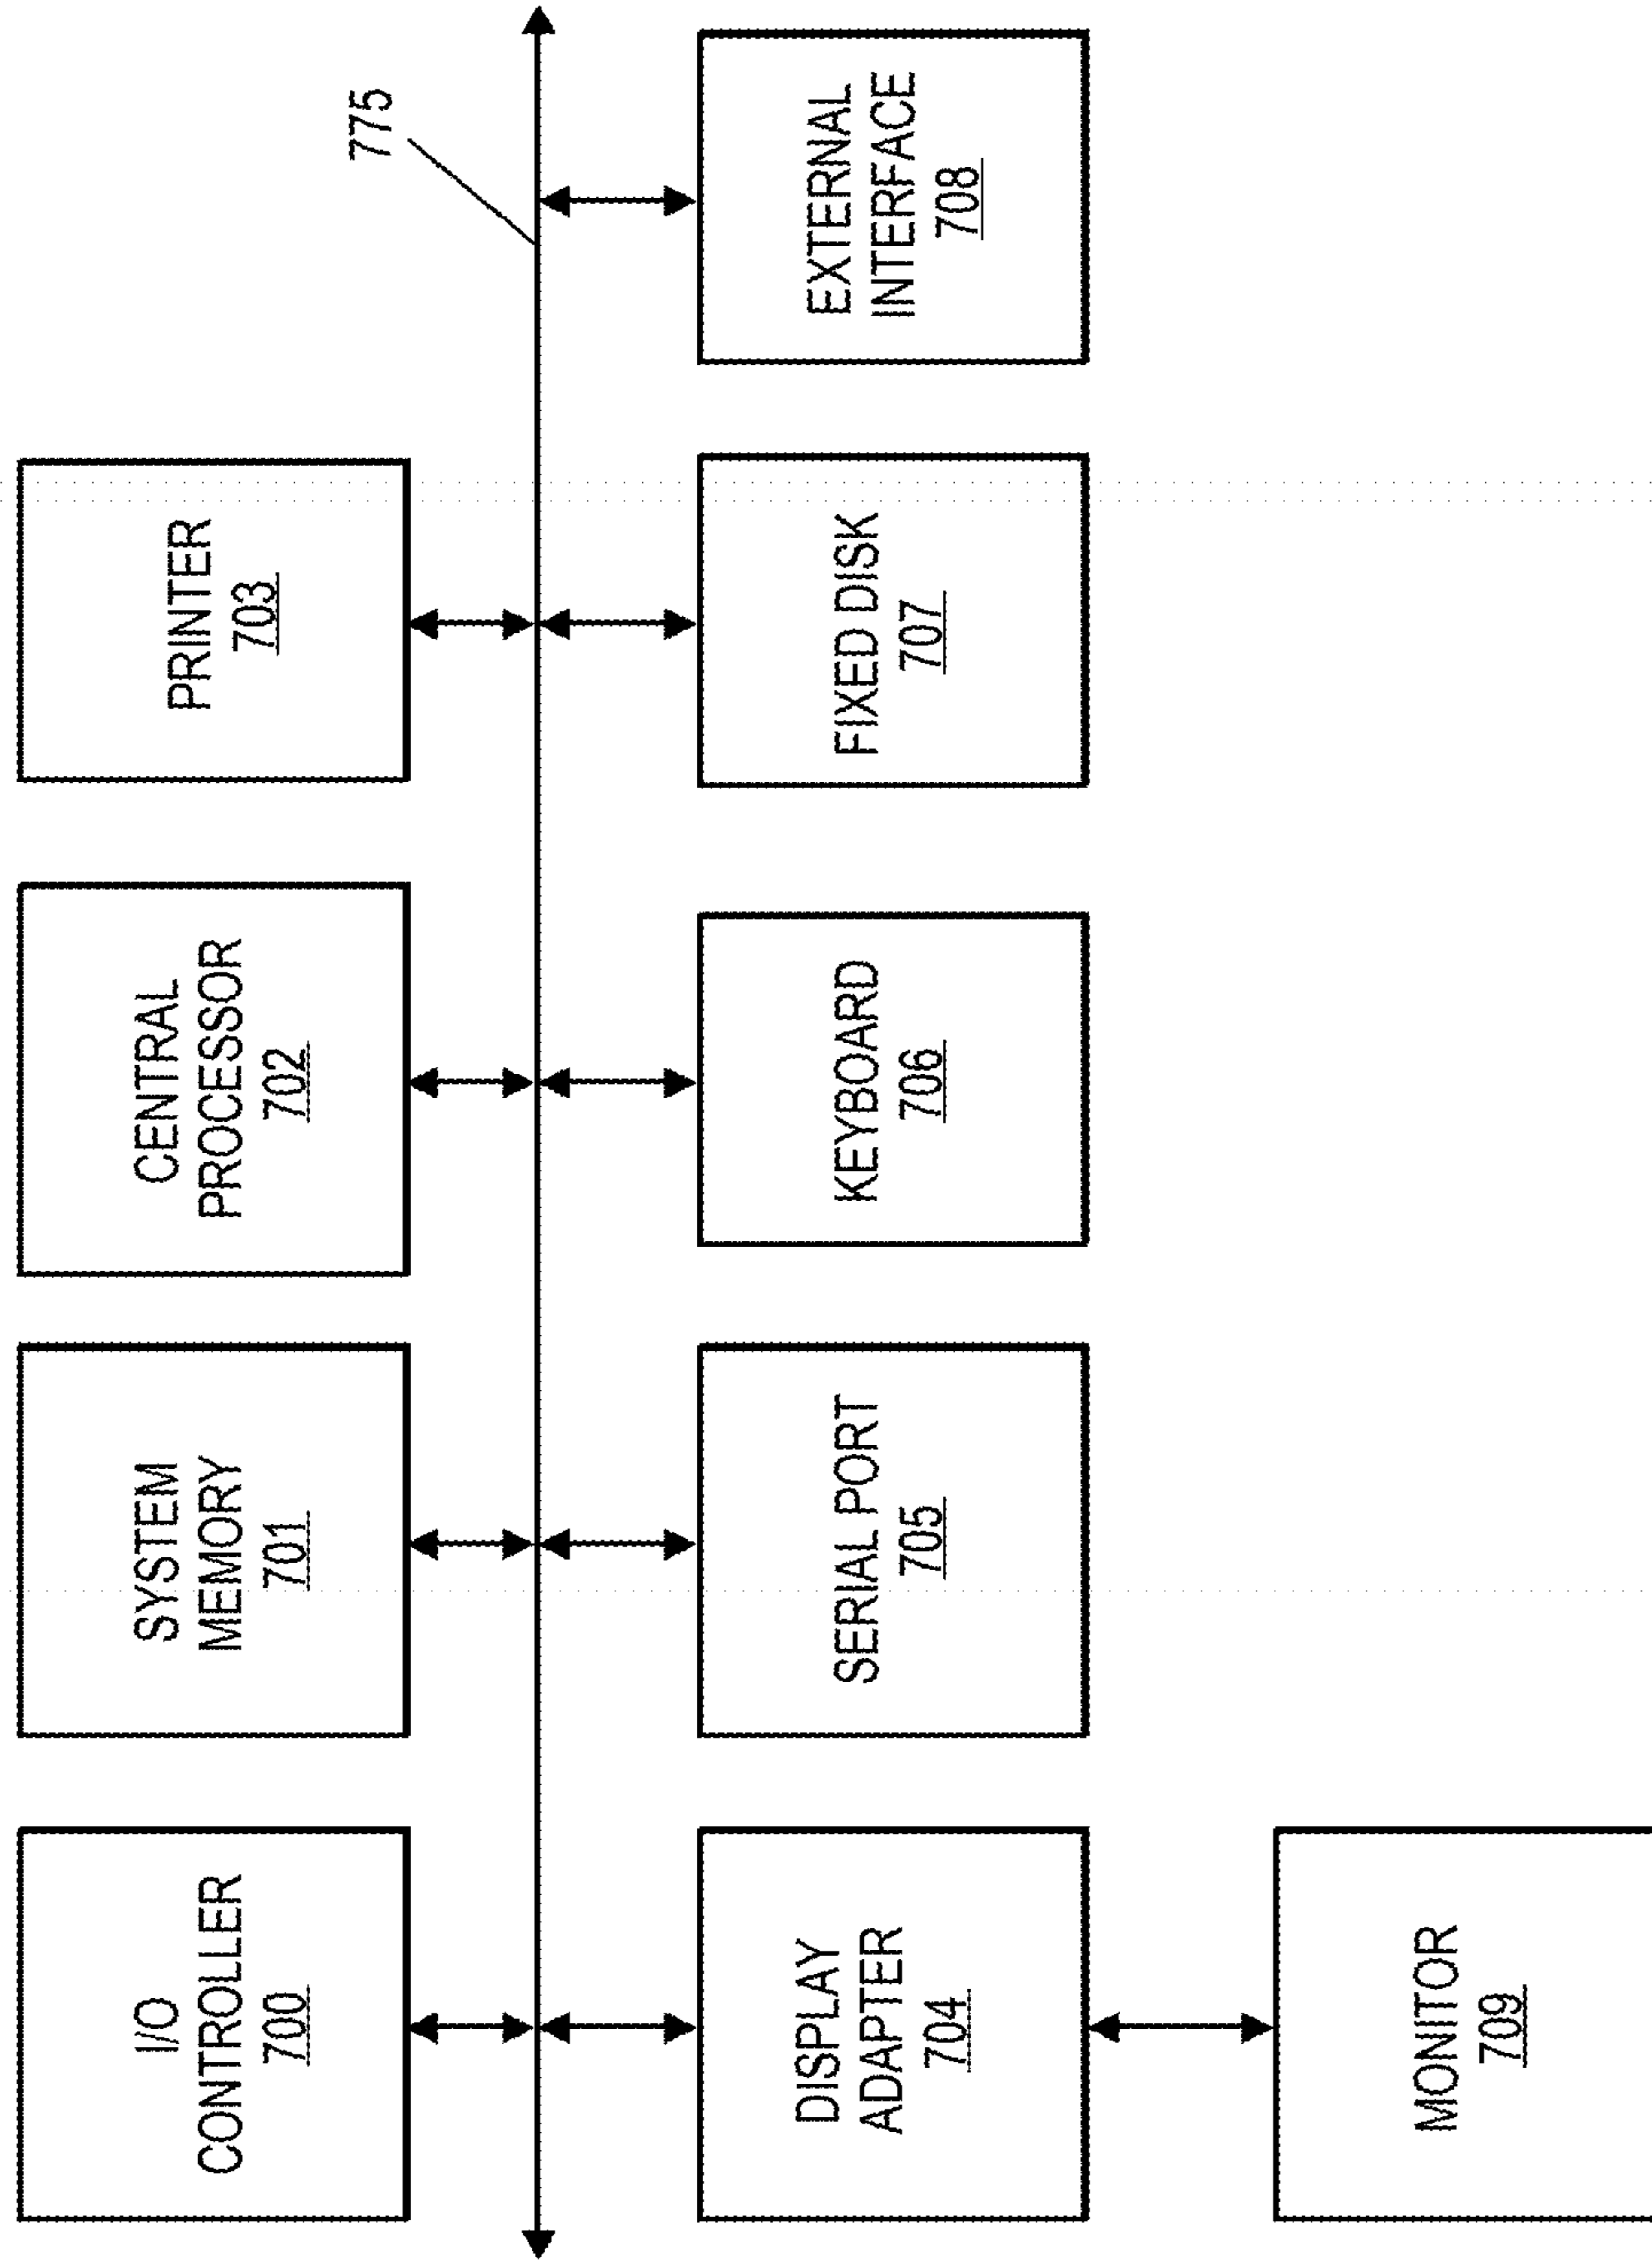 I/O
CONTROLLER
700
SYSTEM
MEMORY
701
CENTRAL
PROCESSOR
702
PRINTER
703
775
DISPLAY
ADAPTER
704
SERIAL PORT
705
KEYBOARD
706
FIXED DISK
707
EXTERNAL
INTERFACE
708
MONITOR
709